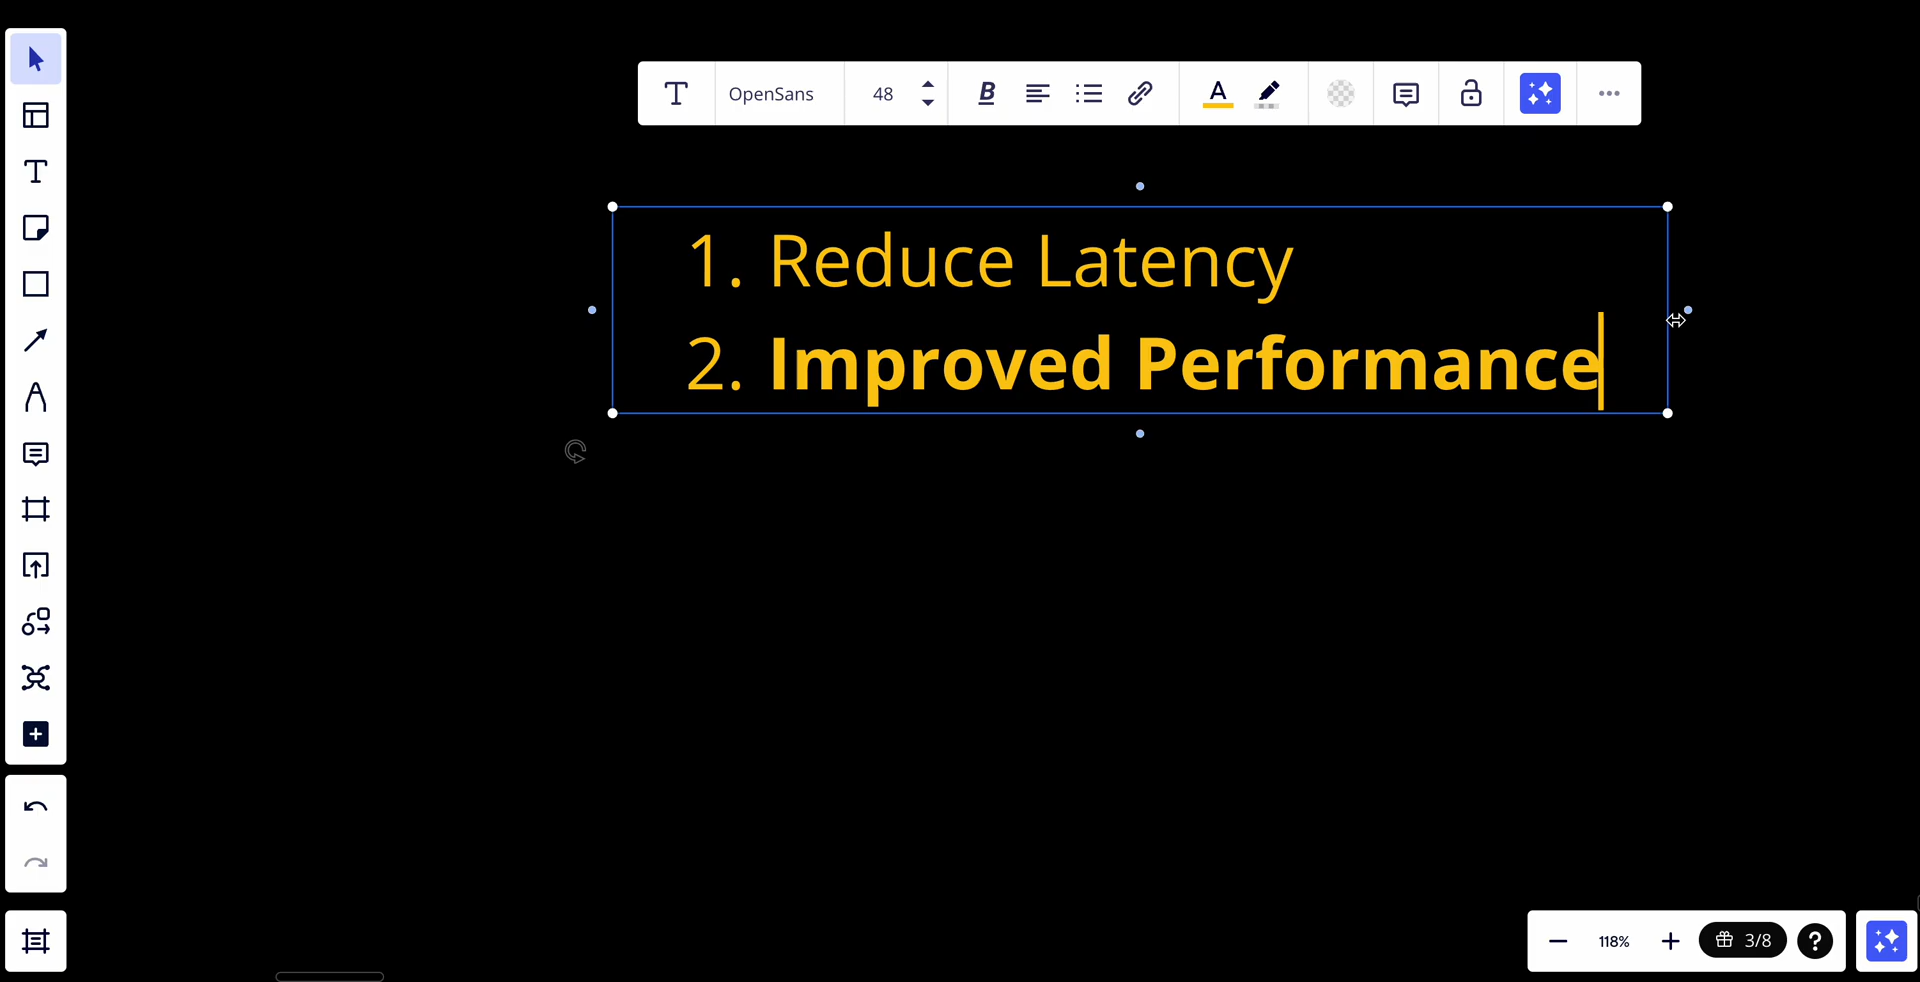 OpenSans 48 B A
1. Reduce Latency
2. Improved Performance
118% 3/8 ?